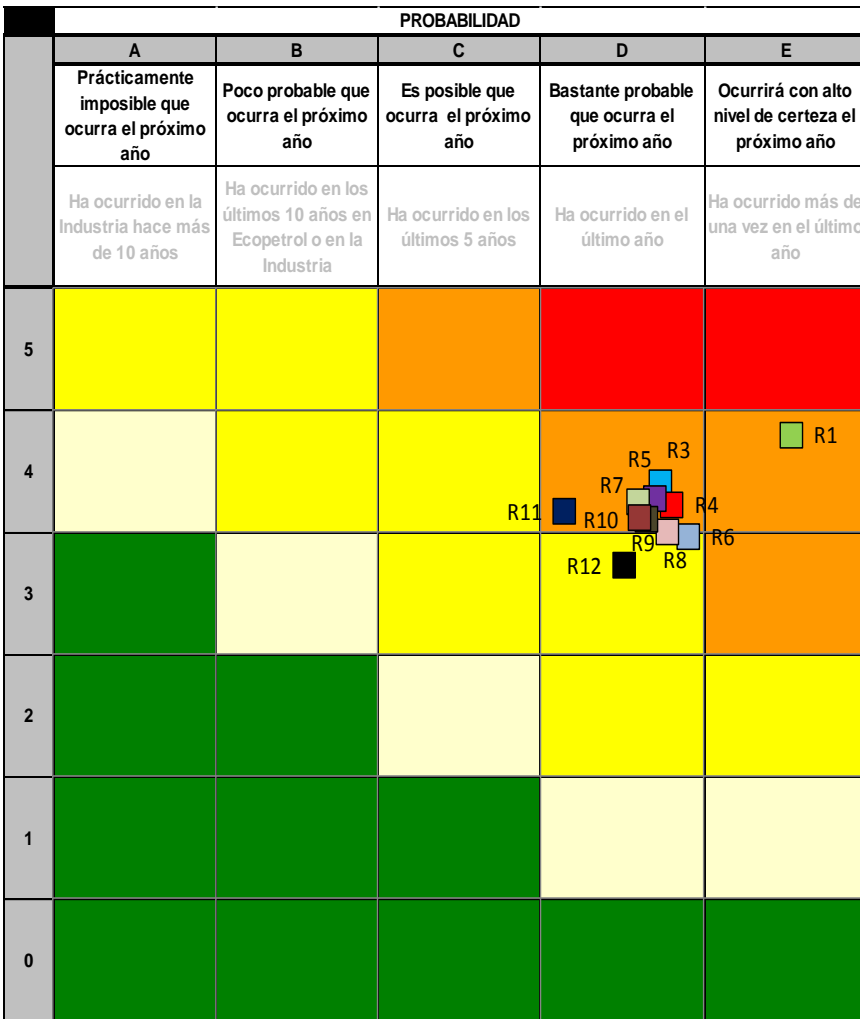 PROBABILIDAD
A B C D E
Prácticamente
imposible que
ocurra el próximo
año
Poco probable que
ocurra el próximo
año
Es posible que
ocurra el próximo
año
Bastante probable
que ocurra el
próximo año
Ocurrirá con alto
nivel de certeza el
próximo año
Ha ocurrido en la
Industria hace más
de 10 años
Ha ocurrido en los
últimos 10 años en
Ecopetrol o en la
Industria
Ha ocurrido en los
últimos 5 años
Ha ocurrido en el
último año
Ha ocurrido más de
una vez en el último
año
5
4
R1
R3
R5
R7
R4
R11
R10
R6
R9
R8
R12
3
2
1
0